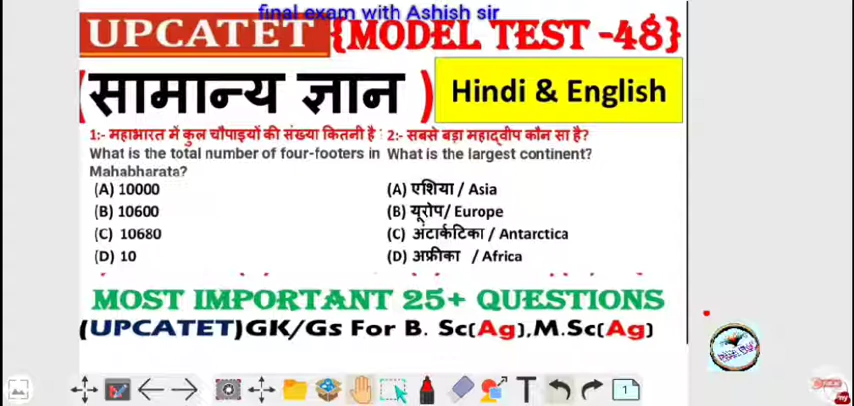 final exam with Ashish sir
UPCATET {MODEL TEST -48}
(सामान्य ज्ञान ) Hindi & English
1:- महाभारत में कुल चौपाइयों की संख्या कितनी है
What is the total number of four-footers in
Mahabharata?
(A) 10000
(B) 10600
(C) 10680
(D) 10
2:- सबसे बड़ा महाद्वीप कौन सा है?
What is the largest continent?
(A) एशिया / Asia
(B) यूरोप/ Europe
(C) अंटार्कटिका / Antarctica
(D) अफ्रीका / Africa
MOST IMPORTANT 25+ QUESTIONS
(UPCATET)GK/Gs For B. Sc(Ag),M.Sc(Ag)
T
1